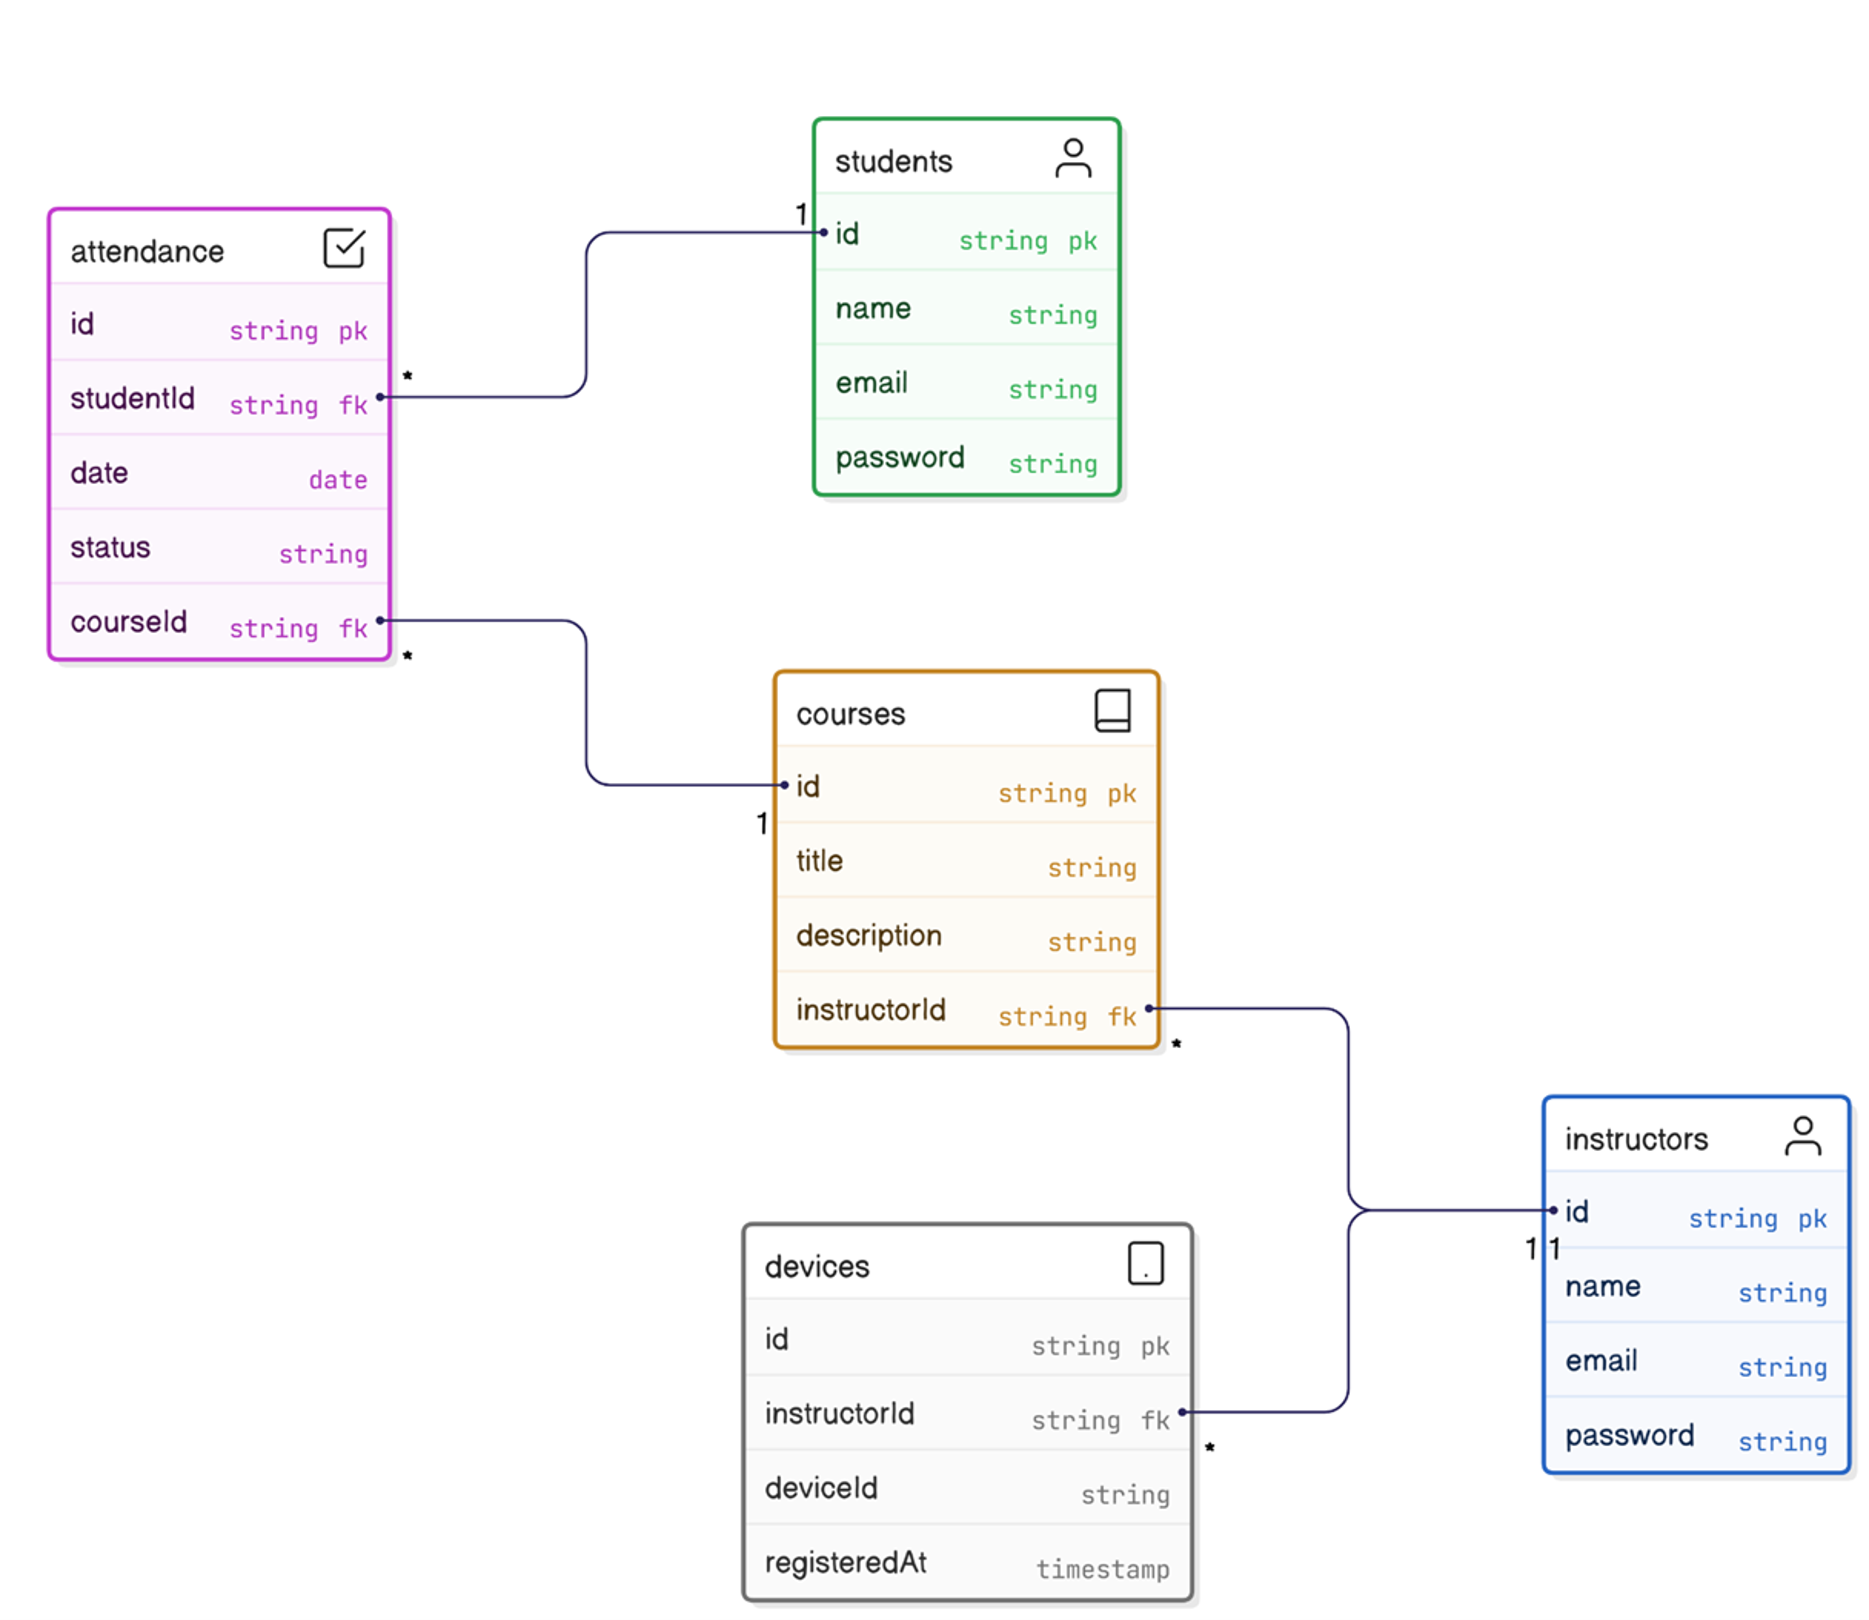 students
1
id string pk
name string
email string
password string
attendance
id string pk
*
studentId string fk
date date
status string
courseId string fk
*
courses
id string pk
1
title string
description string
instructorId string fk
*
instructors
id string pk
1 1
name string
email string
password string
devices
id string pk
instructorId string fk
*
deviceId string
registeredAt timestamp